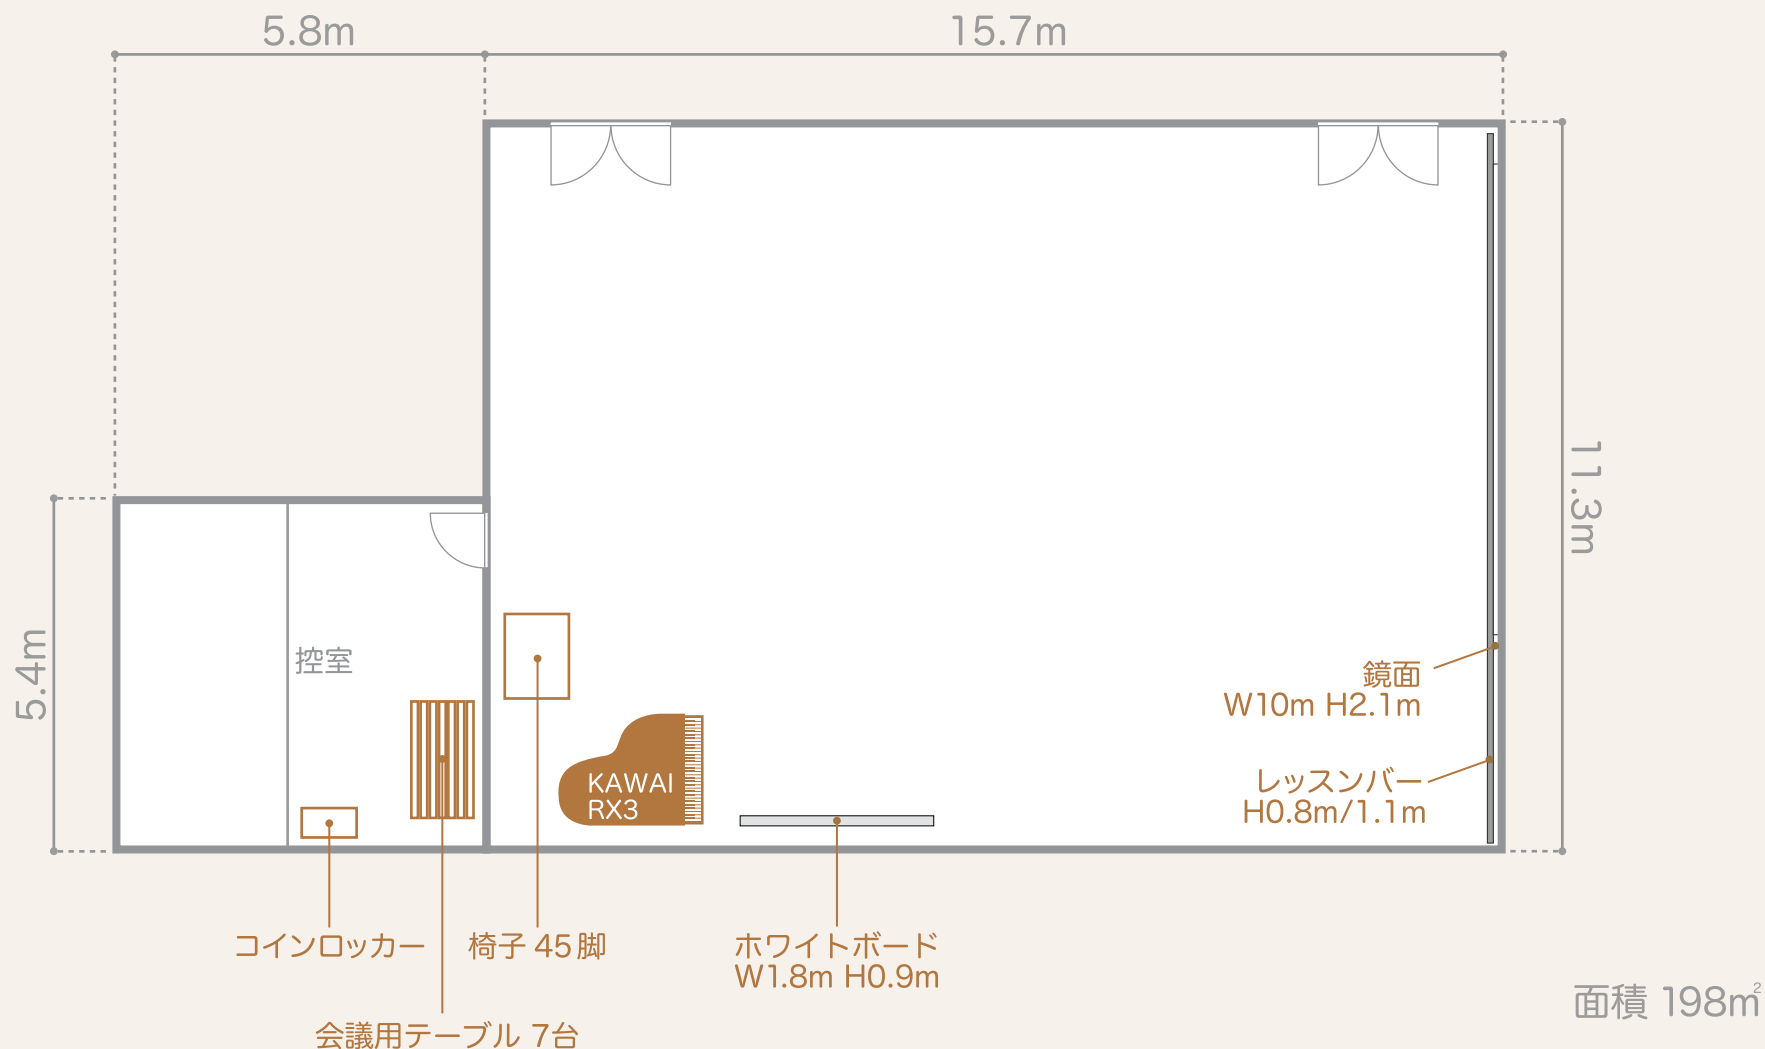 5.8m
15.7m
11.3m
5.4m
控室
鏡面
W10m H2.1m
レッスンバー
H0.8m/1.1m
KAWAI
RX3
コインロッカー
椅子 45脚
ホワイトボード
W1.8m H0.9m
会議用テーブル 7台
面積 198m²